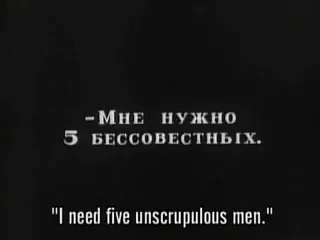 -Мне нужно
5 бессовестных.
"I need five unscrupulous men."